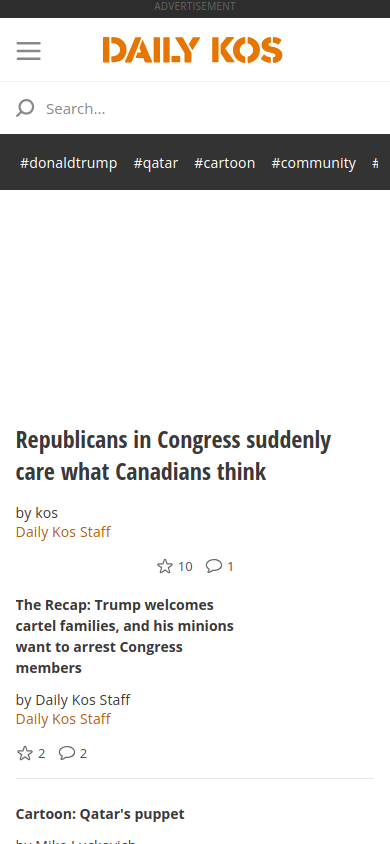 ADVERTISEMENT
DAILY KOS
Search...
#donaldtrump #qatar #cartoon #community #
Republicans in Congress suddenly
care what Canadians think
by kos
Daily Kos Staff
10 1
The Recap: Trump welcomes
cartel families, and his minions
want to arrest Congress
members
by Daily Kos Staff
Daily Kos Staff
2 2
Cartoon: Qatar's puppet
by Mike Luckovich